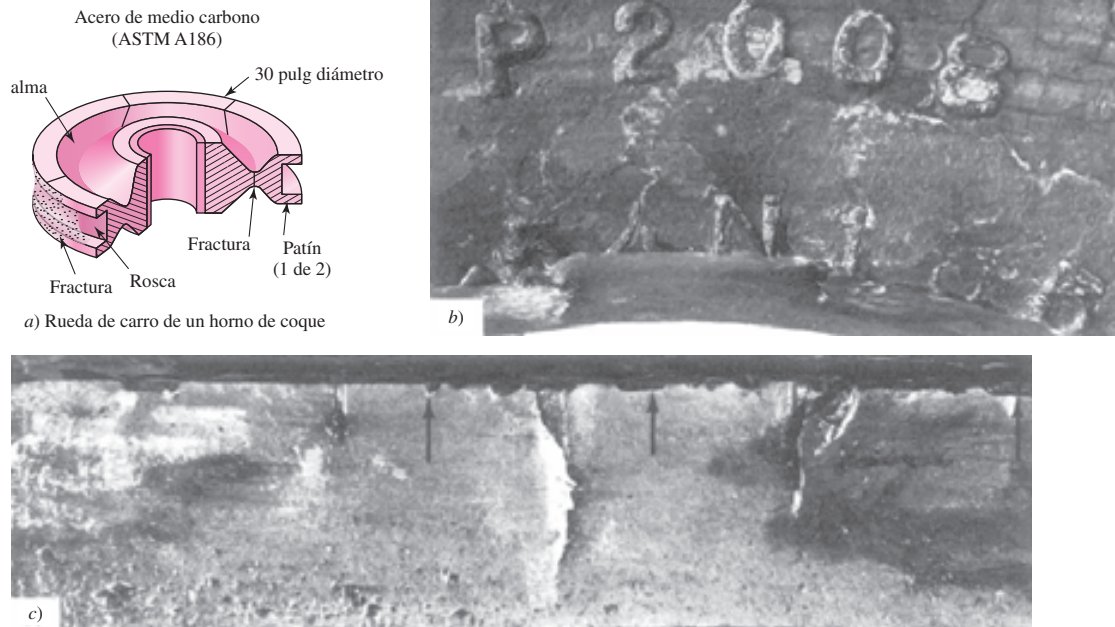 Acero de medio carbono
(ASTM A186)
30 pulg diámetro
alma
Fractura
Patín
(1 de 2)
Fractura
Rosca
a) Rueda de carro de un horno de coque
P 2 0 0 8
b)
c)